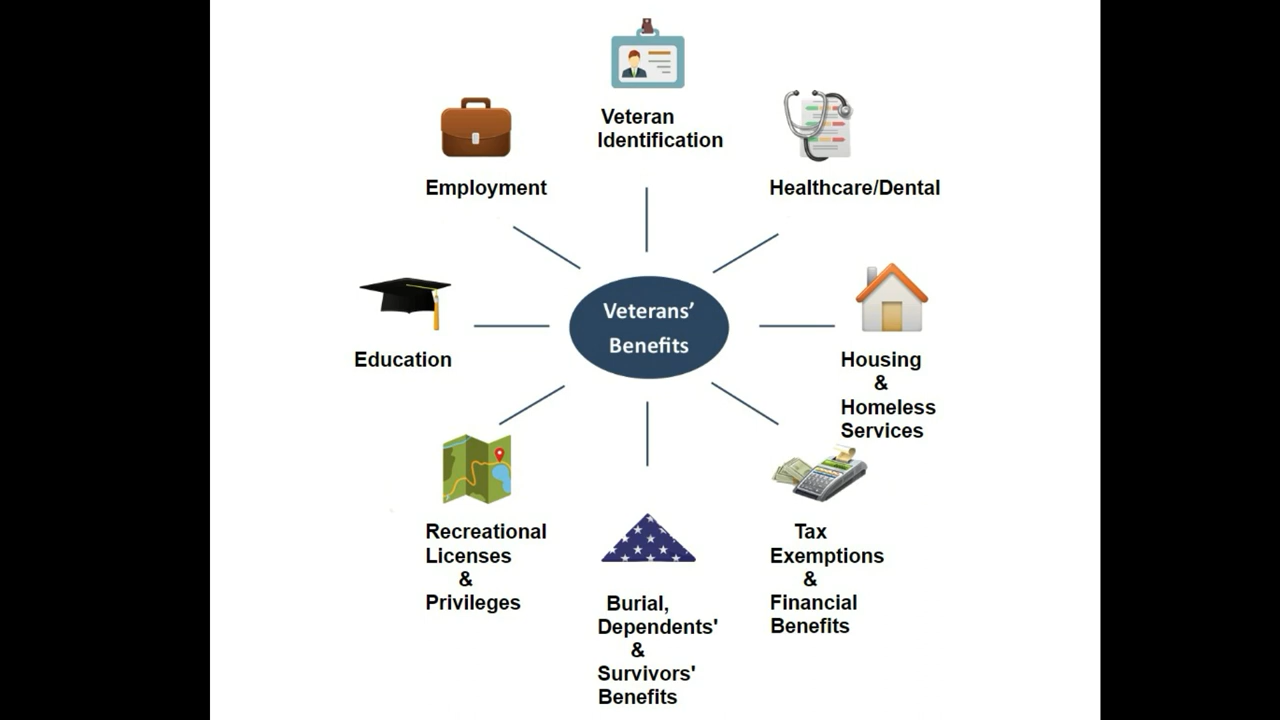 Veteran
Identification
Employment
Healthcare/Dental
Veterans’
Benefits
Education
Housing
&
Homeless
Services
Recreational
Licenses
&
Privileges
Tax
Exemptions
&
Financial
Benefits
Burial,
Dependents'
&
Survivors'
Benefits